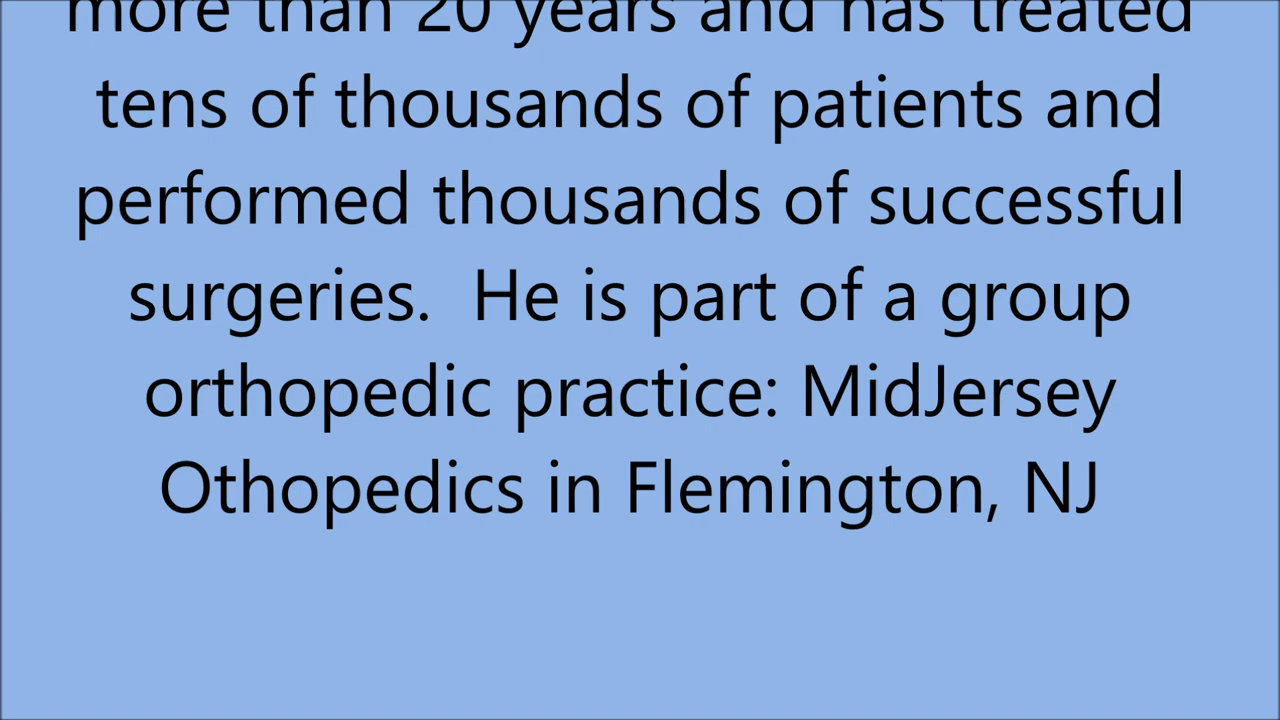 more than 20 years and has treated
tens of thousands of patients and
performed thousands of successful
surgeries.  He is part of a group
orthopedic practice: MidJersey
Othopedics in Flemington, NJ